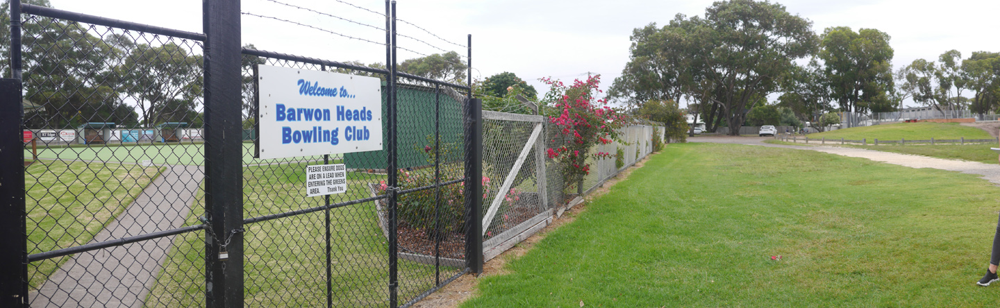 Welcome to...
Barwon Heads
Bowling Club
PLEASE ENSURE DOGS
ARE ON A LEAD WHEN
ENTERING THE GREENS
AREA. Thank You